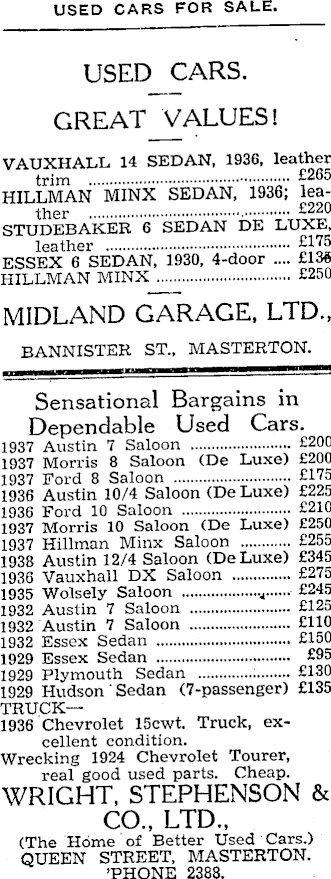 USED CARS FOR SALE.
USED CARS.
GREAT VALUES!
VAUXHALL 14 SEDAN, 1936, leather
trim .......................................... £265
HILLMAN MINX SEDAN, 1936; lea-
ther .......................................... £220
STUDEBAKER 6 SEDAN DE LUXE,
leather ...................................... £175
ESSEX 6 SEDAN, 1930, 4-door .... £135
HILLMAN MINX ............................ £250
MIDLAND GARAGE, LTD.,
BANNISTER ST., MASTERTON.
Sensational Bargains in
Dependable Used Cars.
1937 Austin 7 Saloon ...................... £200
1937 Morris 8 Saloon (De Luxe) £200
1937 Ford 8 Saloon ........................ £175
1936 Austin 10/4 Saloon (De Luxe) £225
1936 Ford 10 Saloon ...................... £210
1937 Morris 10 Saloon (De Luxe) £250
1937 Hillman Minx Saloon ............ £255
1938 Austin 12/4 Saloon (De Luxe) £345
1936 Vauxhall DX Saloon ............. £275
1935 Wolsely Saloon ...................... £245
1932 Austin 7 Saloon ...................... £125
1932 Austin 7 Saloon ...................... £110
1932 Essex Sedan ............................ £150
1929 Essex Sedan ............................ £95
1929 Plymouth Sedan .................... £130
1929 Hudson Sedan (7-passenger) £135
TRUCK—
1936 Chevrolet 15cwt. Truck, ex-
cellent condition.
Wrecking 1924 Chevrolet Tourer,
real good used parts. Cheap.
WRIGHT, STEPHENSON &
CO., LTD.,
(The Home of Better Used Cars.)
QUEEN STREET, MASTERTON.
'PHONE 2388.